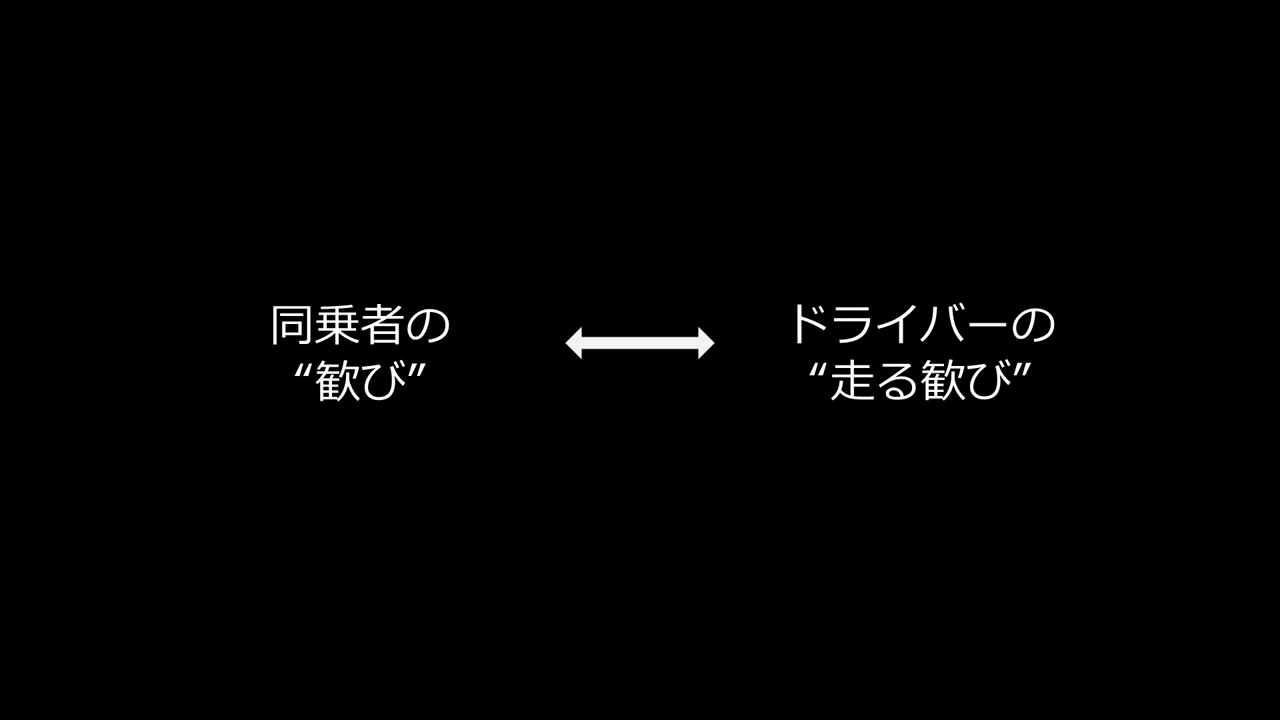 同乗者の
“歓び”
ドライバーの
“走る歓び”